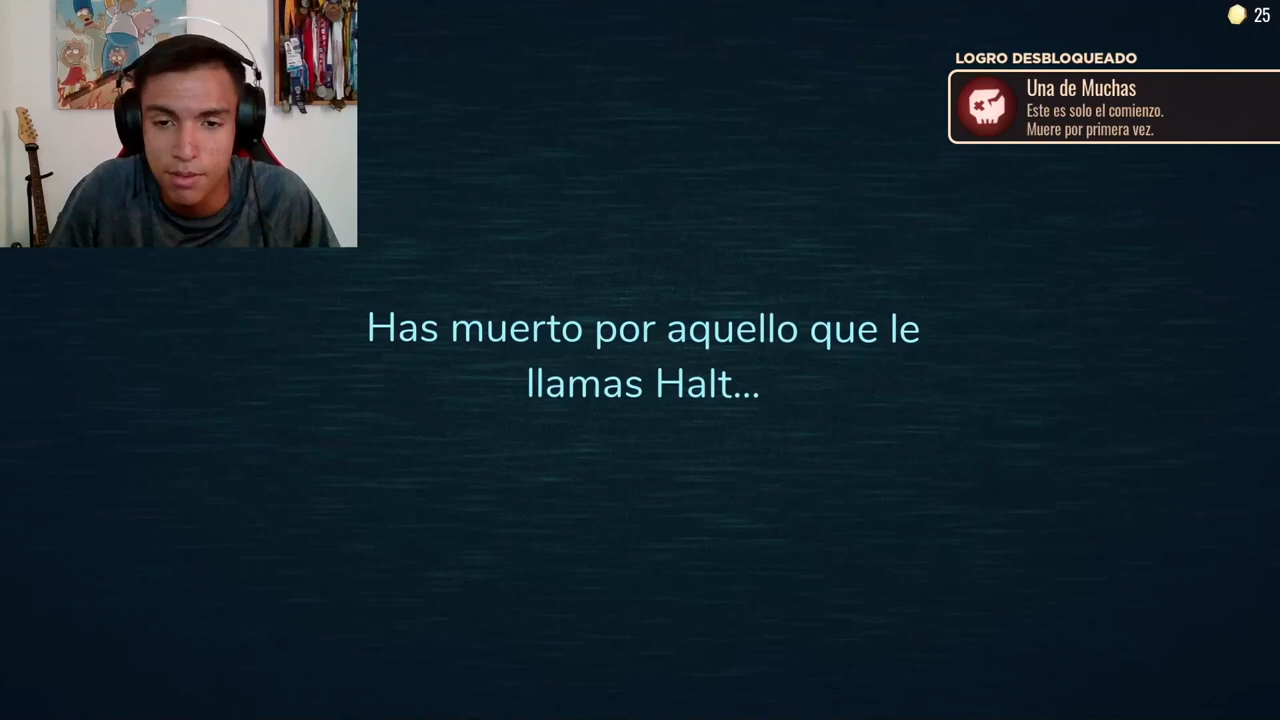 25
LOGRO DESBLOQUEADO
Una de Muchas
Este es solo el comienzo.
Muere por primera vez.
Has muerto por aquello que le
llamas Halt...